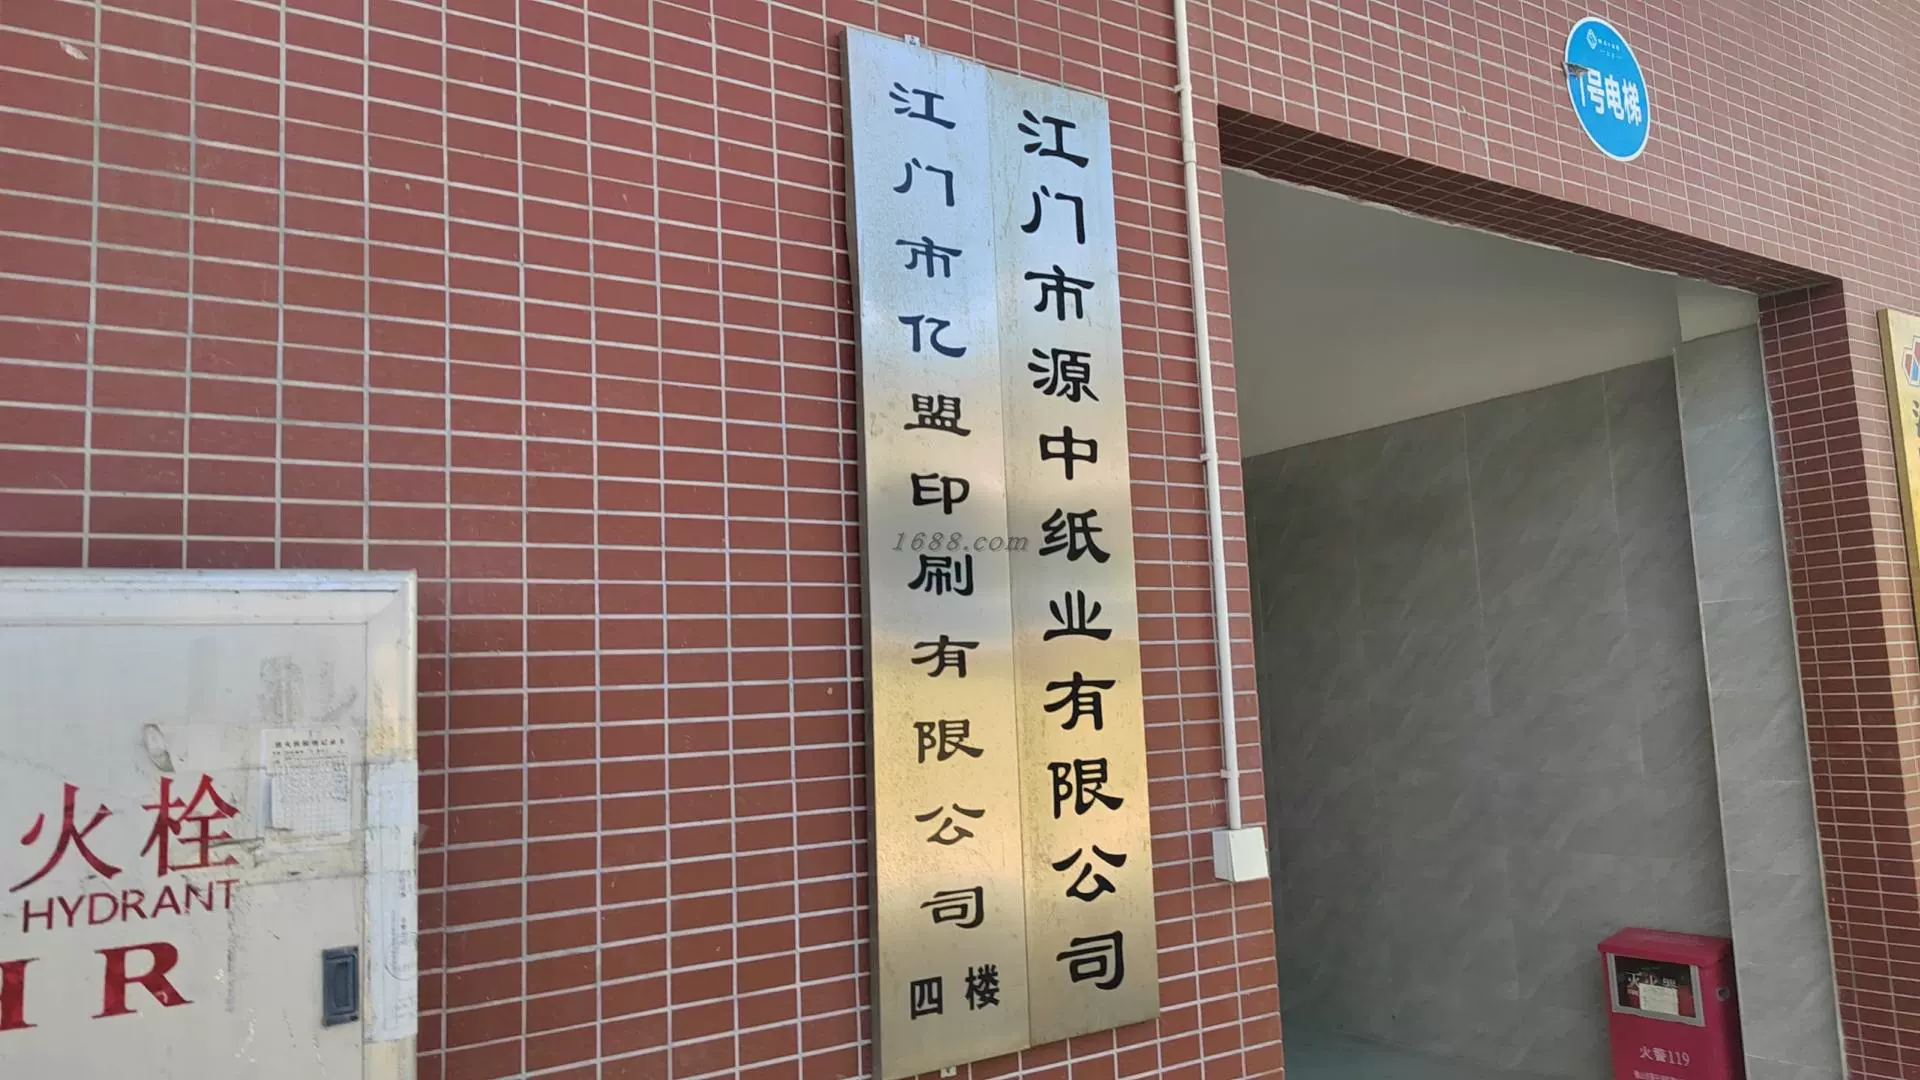 江门市源中纸业有限公司
江门市亿盟印刷有限公司
四楼
1688.com
1号电梯
火栓
HYDRANT
R
火警119